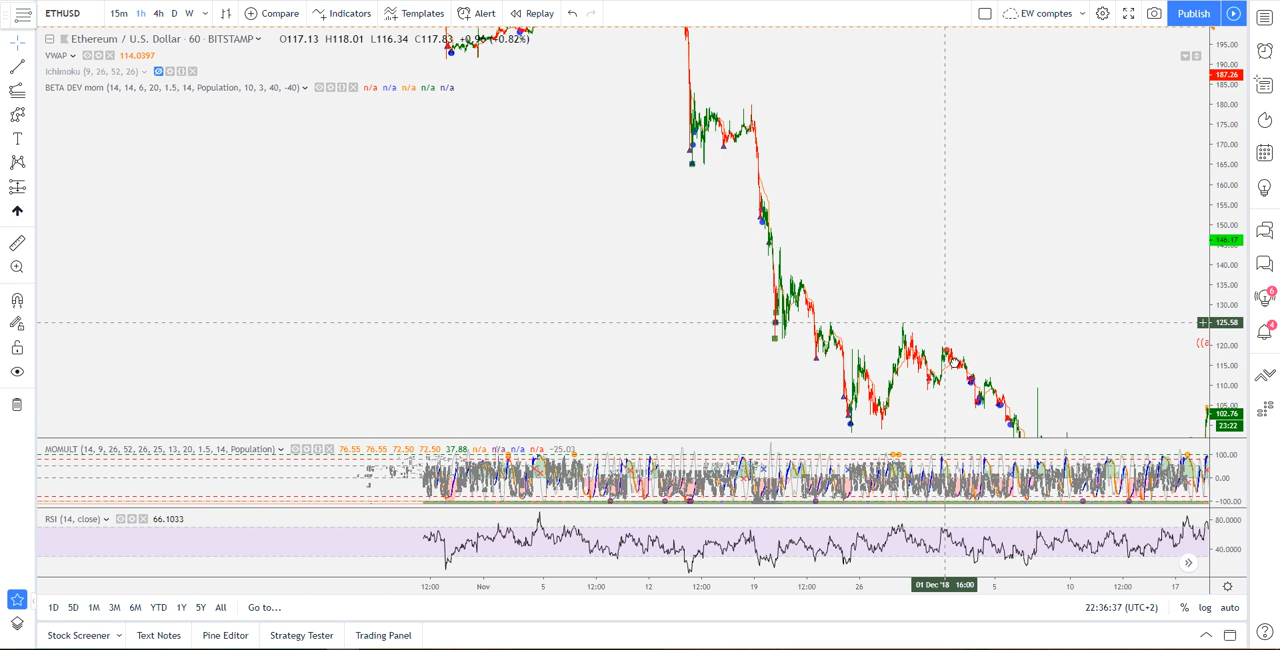 ETHUSD 15m 1h 4h D W Compare Indicators Templates Alert Replay EW comptes Publish
Ethereum / U.S. Dollar · 60 · BITSTAMP O117.13 H118.01 L116.34 C117.83 +0.96 (+0.82%)
VWAP 114.0397
Ichimoku (9, 26, 52, 26)
BETA DEV mom (14, 14, 6, 20, 1.5, 14, Population, 10, 3, 40, -40) n/a n/a n/a n/a n/a
195.00
190.00
187.26
185.00
180.00
175.00
170.00
165.00
160.00
155.00
150.00
146.17
140.00
135.00
130.00
125.58
120.00
115.00
110.00
105.00
102.76
23:22
MOMULT (14, 9, 26, 52, 26, 25, 13, 20, 1.5, 14, Population) 76.55 76.55 72.50 72.50 37.88 n/a n/a n/a n/a −25.03
100.00
0.00
-100.00
RSI (14, close) 66.1033
80.0000
40.0000
12:00 Nov 5 12:00 12 12:00 19 12:00 26 01 Dec '18 16:00 5 10 12:00 17
1D 5D 1M 3M 6M YTD 1Y 5Y All Go to... 22:36:37 (UTC+2) % log auto
Stock Screener Text Notes Pine Editor Strategy Tester Trading Panel
6
4